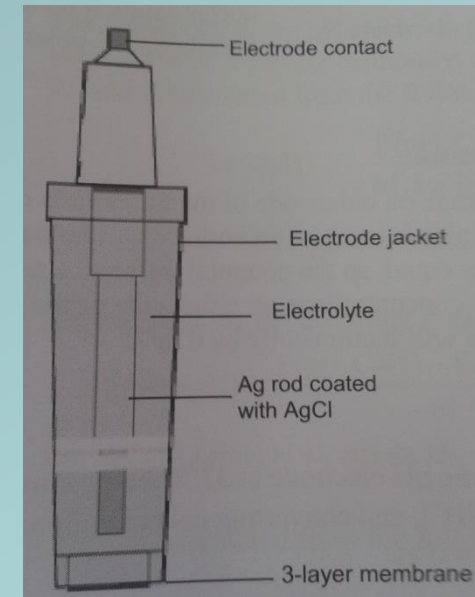 Electrode contact
Electrode jacket
Electrolyte
Ag rod coated
with AgCl
3-layer membrane